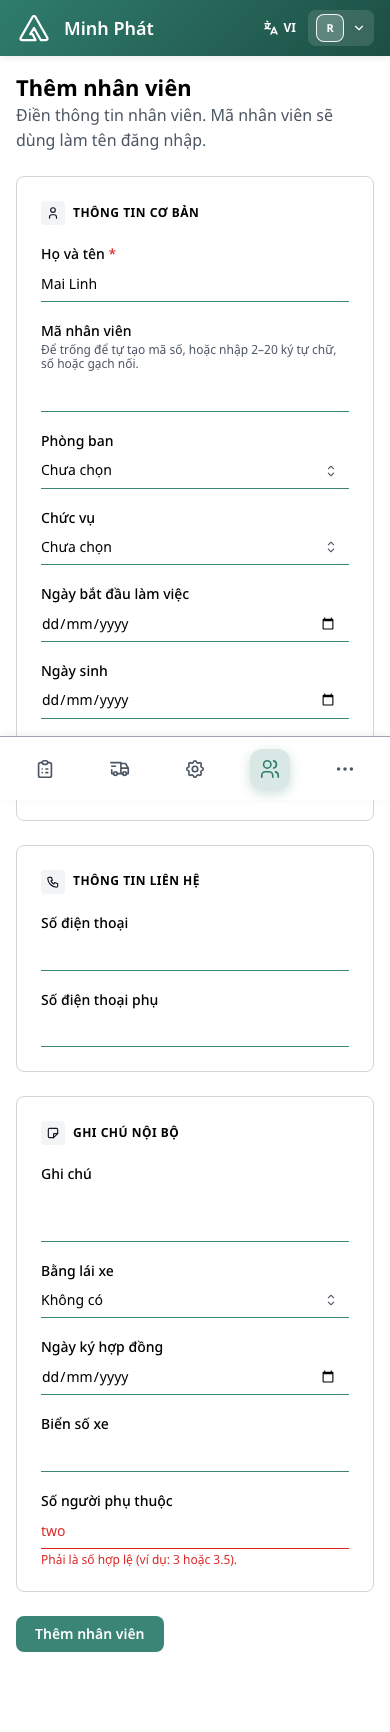 Minh Phát
VI
R
Thêm nhân viên
Điền thông tin nhân viên. Mã nhân viên sẽ
dùng làm tên đăng nhập.
THÔNG TIN CƠ BẢN
Họ và tên *
Mai Linh
Mã nhân viên
Để trống để tự tạo mã số, hoặc nhập 2–20 ký tự chữ,
số hoặc gạch nối.
Phòng ban
Chưa chọn
Chức vụ
Chưa chọn
Ngày bắt đầu làm việc
dd/mm/yyyy
Ngày sinh
dd/mm/yyyy
THÔNG TIN LIÊN HỆ
Số điện thoại
Số điện thoại phụ
GHI CHÚ NỘI BỘ
Ghi chú
Bằng lái xe
Không có
Ngày ký hợp đồng
dd/mm/yyyy
Biển số xe
Số người phụ thuộc
two
Phải là số hợp lệ (ví dụ: 3 hoặc 3.5).
Thêm nhân viên